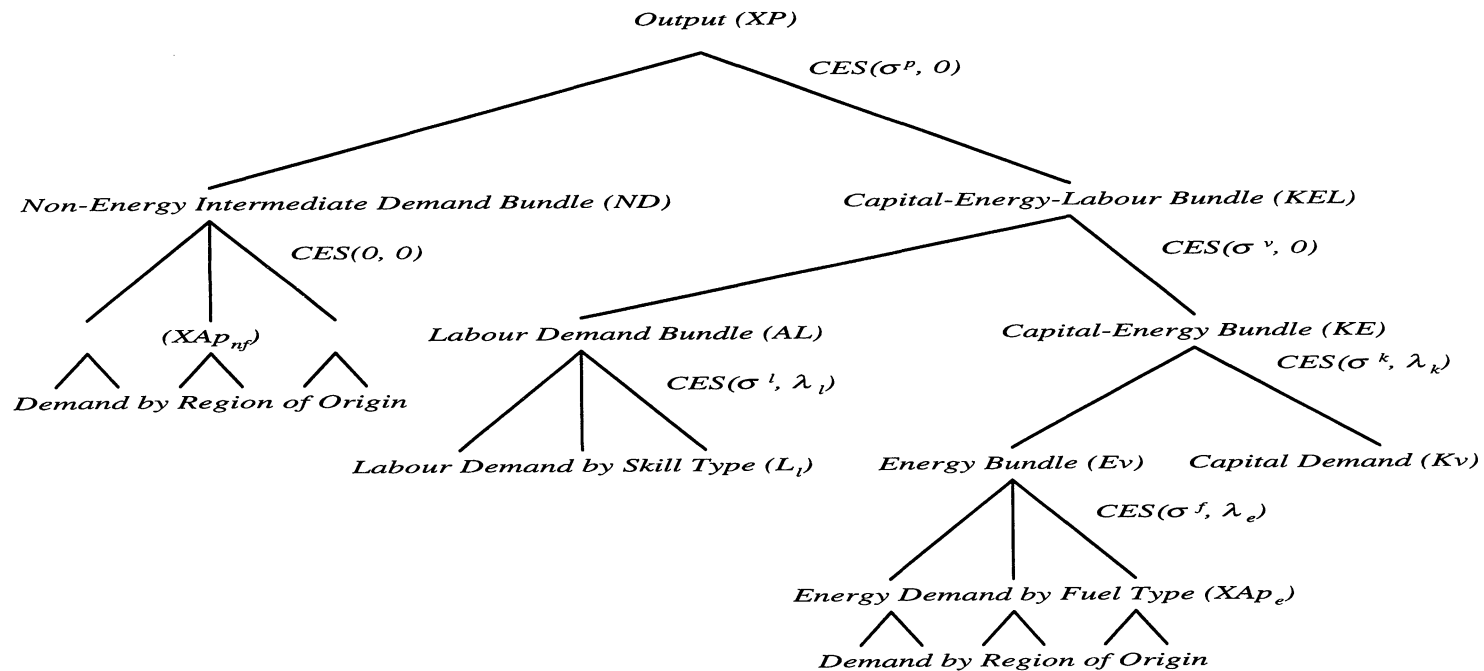 Output (XP)
CES(σ^p, 0)
Non-Energy Intermediate Demand Bundle (ND)
Capital-Energy-Labour Bundle (KEL)
CES(0, 0)
CES(σ^v, 0)
(XAp_nf)
Labour Demand Bundle (AL)
Capital-Energy Bundle (KE)
CES(σ^l, λ_l)
CES(σ^k, λ_k)
Demand by Region of Origin
Labour Demand by Skill Type (L_l)
Energy Bundle (Ev)
Capital Demand (Kv)
CES(σ^f, λ_e)
Energy Demand by Fuel Type (XAp_e)
Demand by Region of Origin